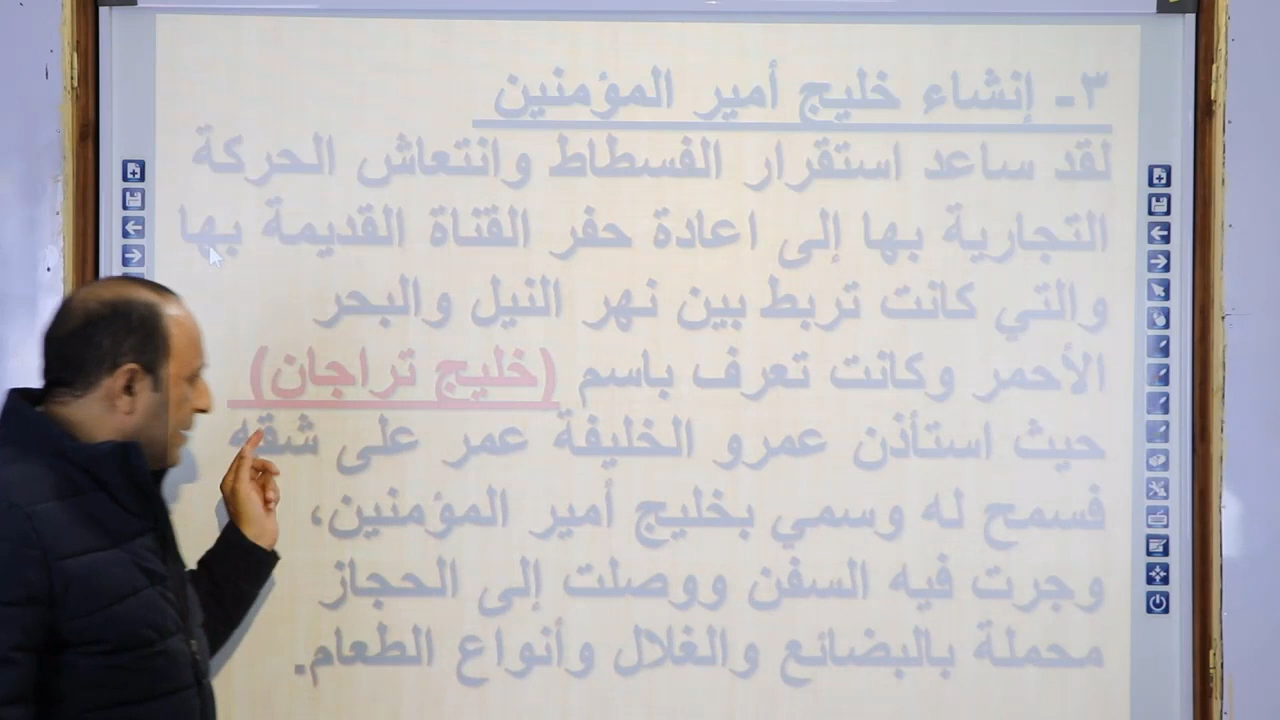 ٣- إنشاء خليج أمير المؤمنين
لقد ساعد استقرار الفسطاط وانتعاش الحركة
التجارية بها إلى اعادة حفر القناة القديمة بها
والتي كانت تربط بين نهر النيل والبحر
الأحمر وكانت تعرف باسم (خليج تراجان)
حيث استأذن عمرو الخليفة عمر على شقه
فسمح له وسمي بخليج أمير المؤمنين،
وجرت فيه السفن ووصلت إلى الحجاز
محملة بالبضائع والغلال وأنواع الطعام.